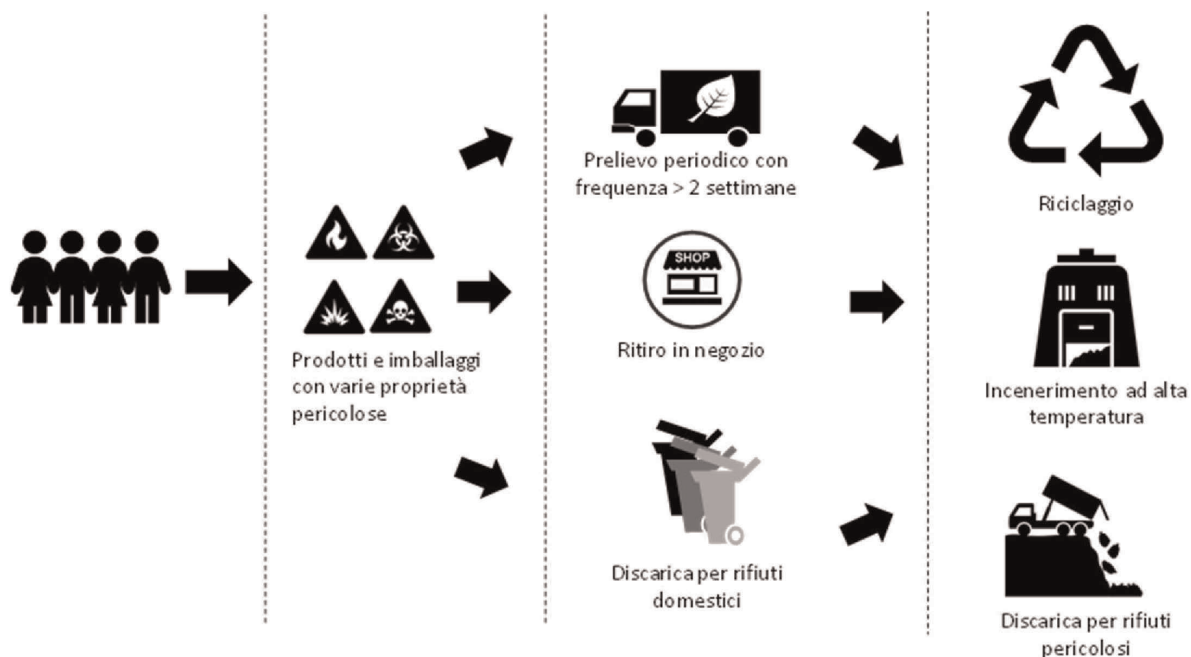 Prelievo periodico con
frequenza > 2 settimane
Riciclaggio
SHOP
Prodotti e imballaggi
con varie proprietà
pericolose
Ritiro in negozio
Incenerimento ad alta
temperatura
Discarica per rifiuti
domestici
Discarica per rifiuti
pericolosi